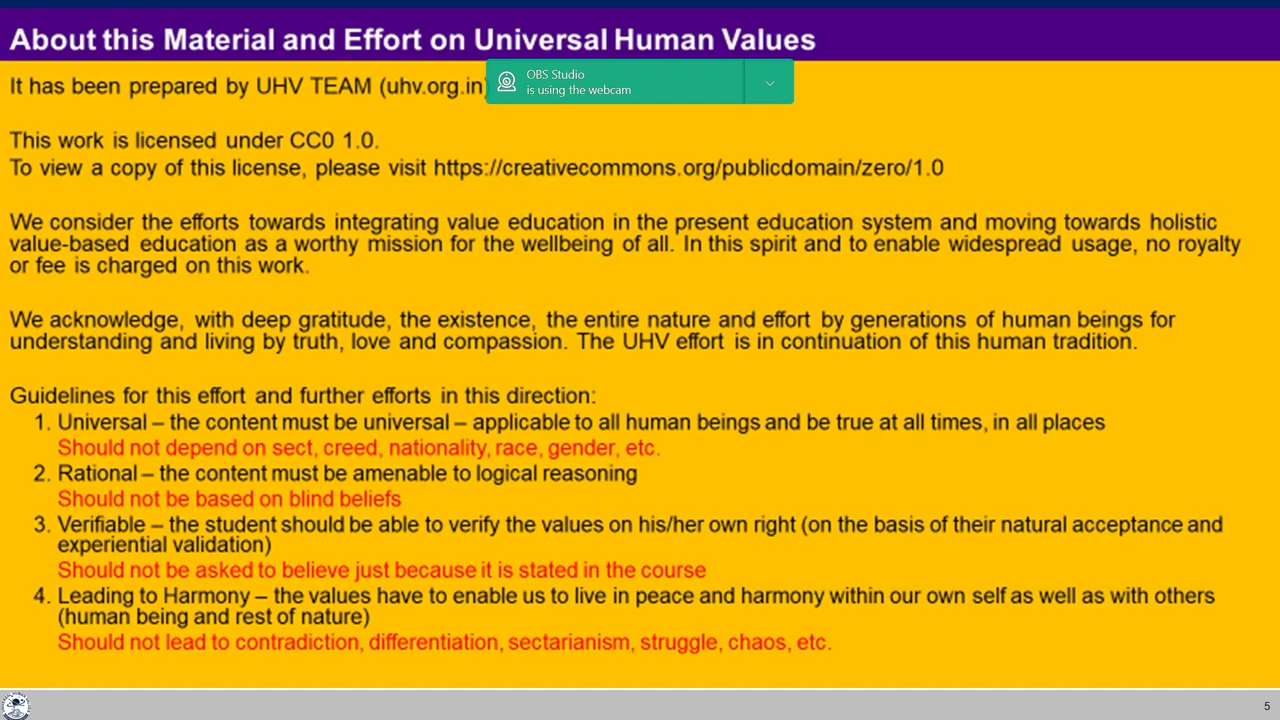 About this Material and Effort on Universal Human Values
It has been prepared by UHV TEAM (uhv.org.in)
OBS Studio
is using the webcam
This work is licensed under CC0 1.0.
To view a copy of this license, please visit https://creativecommons.org/publicdomain/zero/1.0
We consider the efforts towards integrating value education in the present education system and moving towards holistic
value-based education as a worthy mission for the wellbeing of all. In this spirit and to enable widespread usage, no royalty
or fee is charged on this work.
We acknowledge, with deep gratitude, the existence, the entire nature and effort by generations of human beings for
understanding and living by truth, love and compassion. The UHV effort is in continuation of this human tradition.
Guidelines for this effort and further efforts in this direction:
1. Universal – the content must be universal – applicable to all human beings and be true at all times, in all places
Should not depend on sect, creed, nationality, race, gender, etc.
2. Rational – the content must be amenable to logical reasoning
Should not be based on blind beliefs
3. Verifiable – the student should be able to verify the values on his/her own right (on the basis of their natural acceptance and
experiential validation)
Should not be asked to believe just because it is stated in the course
4. Leading to Harmony – the values have to enable us to live in peace and harmony within our own self as well as with others
(human being and rest of nature)
Should not lead to contradiction, differentiation, sectarianism, struggle, chaos, etc.
5